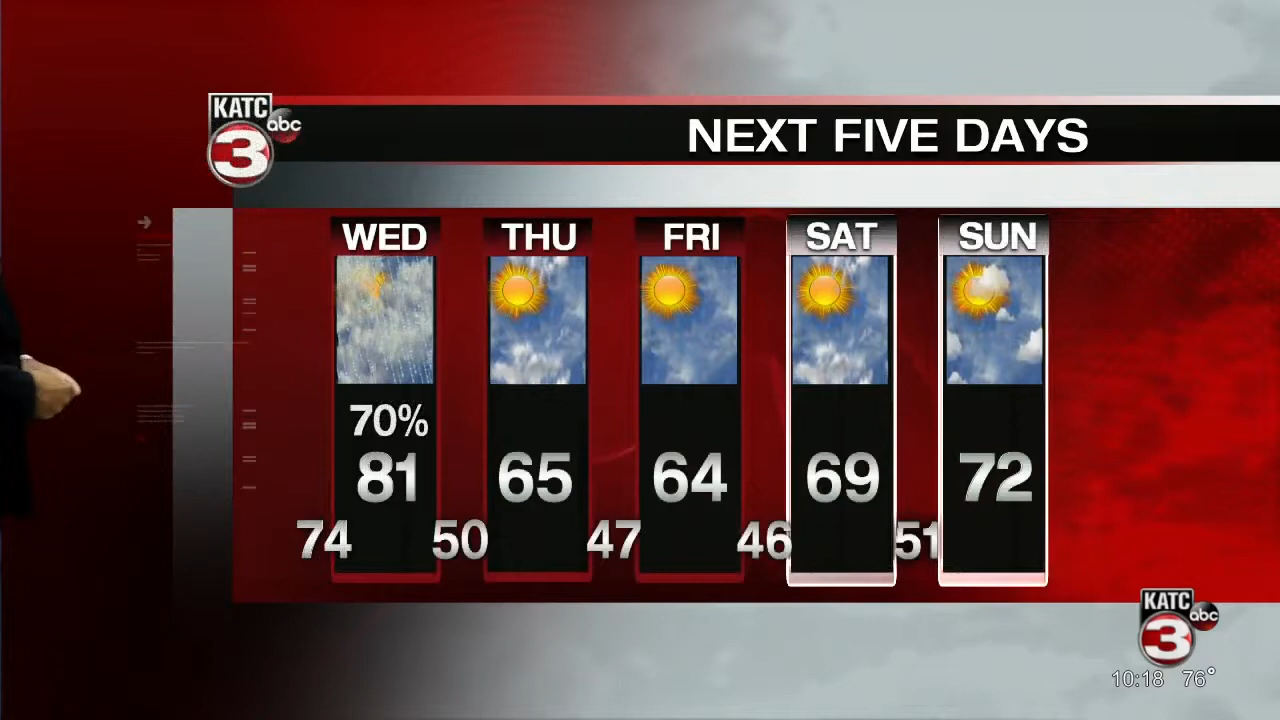 KATC
abc
3
NEXT FIVE DAYS
WED THU FRI SAT SUN
70%
81 65 64 69 72
74 50 47 46 51
KATC
abc
3
10:18 76°